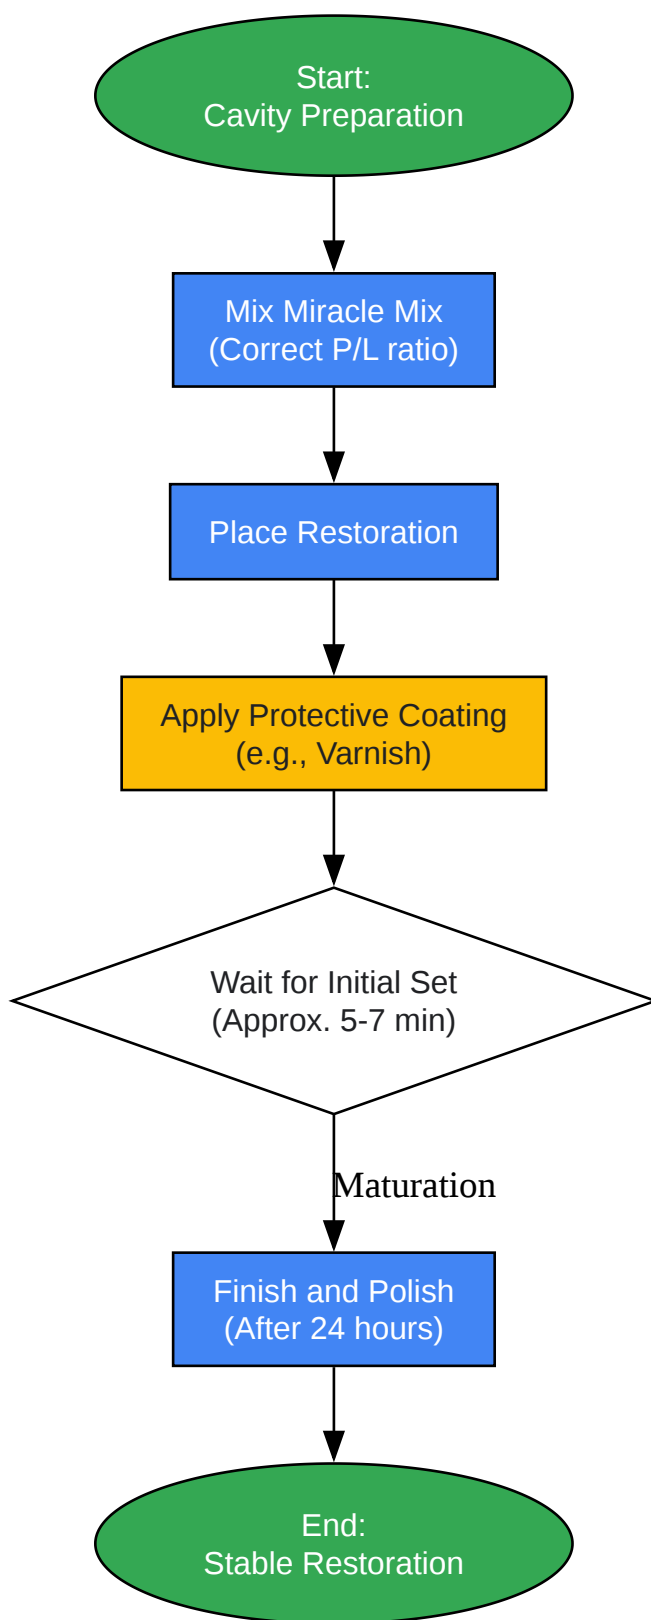 Start:
Cavity Preparation
Mix Miracle Mix
(Correct P/L ratio)
Place Restoration
Apply Protective Coating
(e.g., Varnish)
Wait for Initial Set
(Approx. 5-7 min)
Maturation
Finish and Polish
(After 24 hours)
End:
Stable Restoration